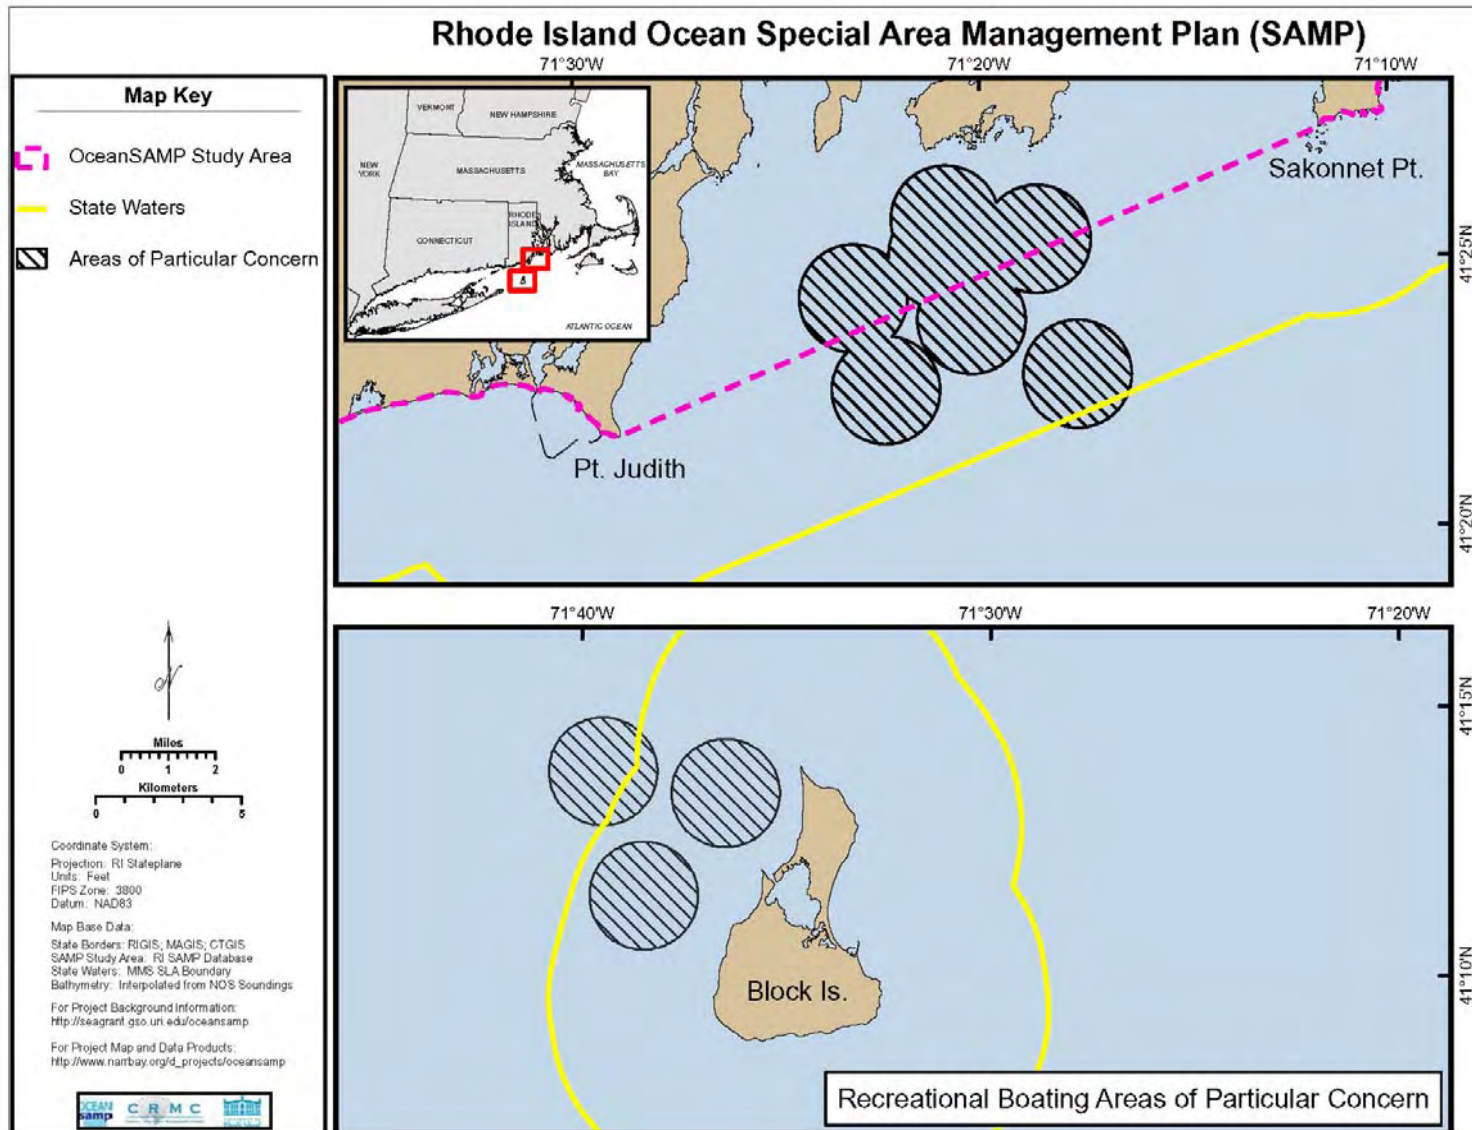 Rhode Island Ocean Special Area Management Plan (SAMP)
Map Key
OceanSAMP Study Area
State Waters
Areas of Particular Concern
Miles
0 1 2
Kilometers
0 5
Coordinate System:
Projection: RI Stateplane
Units: Feet
FIPS Zone: 3800
Datum: NAD83
Map Base Data:
State Borders: RIGIS; MAGIS; CTGIS
SAMP Study Area: RI SAMP Database
State Waters: MMS SLA Boundary
Bathymetry: Interpolated from NOS Soundings
For Project Background Information:
http://seagrant.gso.uri.edu/oceansamp
For Project Map and Data Products:
http://www.narrbay.org/d_projects/oceansamp
OCEAN
samp
CRMC
71°30'W
71°20'W
71°10'W
VERMONT
NEW HAMPSHIRE
NEW
YORK
MASSACHUSETTS
MASSACHUSETTS
BAY
CONNECTICUT
RHODE
ISLAND
ATLANTIC OCEAN
Sakonnet Pt.
Pt. Judith
41°25'N
41°20'N
71°40'W
71°30'W
71°20'W
41°15'N
41°10'N
Block Is.
Recreational Boating Areas of Particular Concern